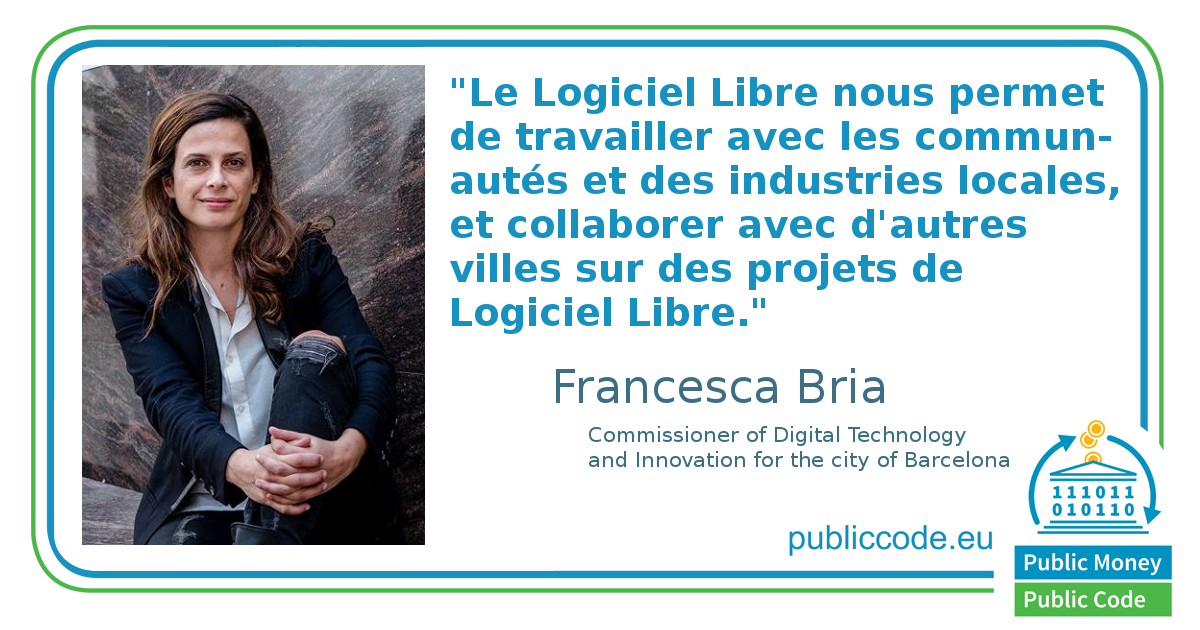 "Le Logiciel Libre nous permet
de travailler avec les commun-
autés et des industries locales,
et collaborer avec d'autres
villes sur des projets de
Logiciel Libre."
Francesca Bria
Commissioner of Digital Technology
and Innovation for the city of Barcelona
111011
010110
publiccode.eu
Public Money
Public Code